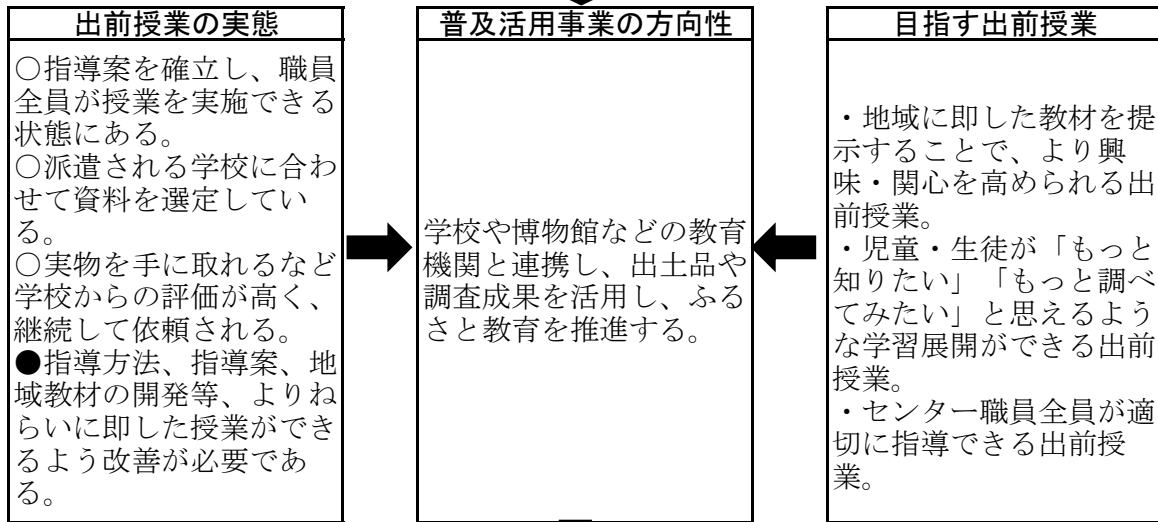 出前授業の実態
○指導案を確立し、職員
全員が授業を実施できる
状態にある。
○派遣される学校に合わ
せて資料を選定してい
る。
○実物を手に取れるなど
学校からの評価が高く、
継続して依頼される。
●指導方法、指導案、地
域教材の開発等、よりね
らいに即した授業ができ
るよう改善が必要であ
る。
普及活用事業の方向性
学校や博物館などの教育
機関と連携し、出土品や
調査成果を活用し、ふる
さと教育を推進する。
目指す出前授業
・地域に即した教材を提
示することで、より興
味・関心を高められる出
前授業。
・児童・生徒が「もっと
知りたい」「もっと調べ
てみたい」と思えるよう
な学習展開ができる出前
授業。
・センター職員全員が適
切に指導できる出前授
業。